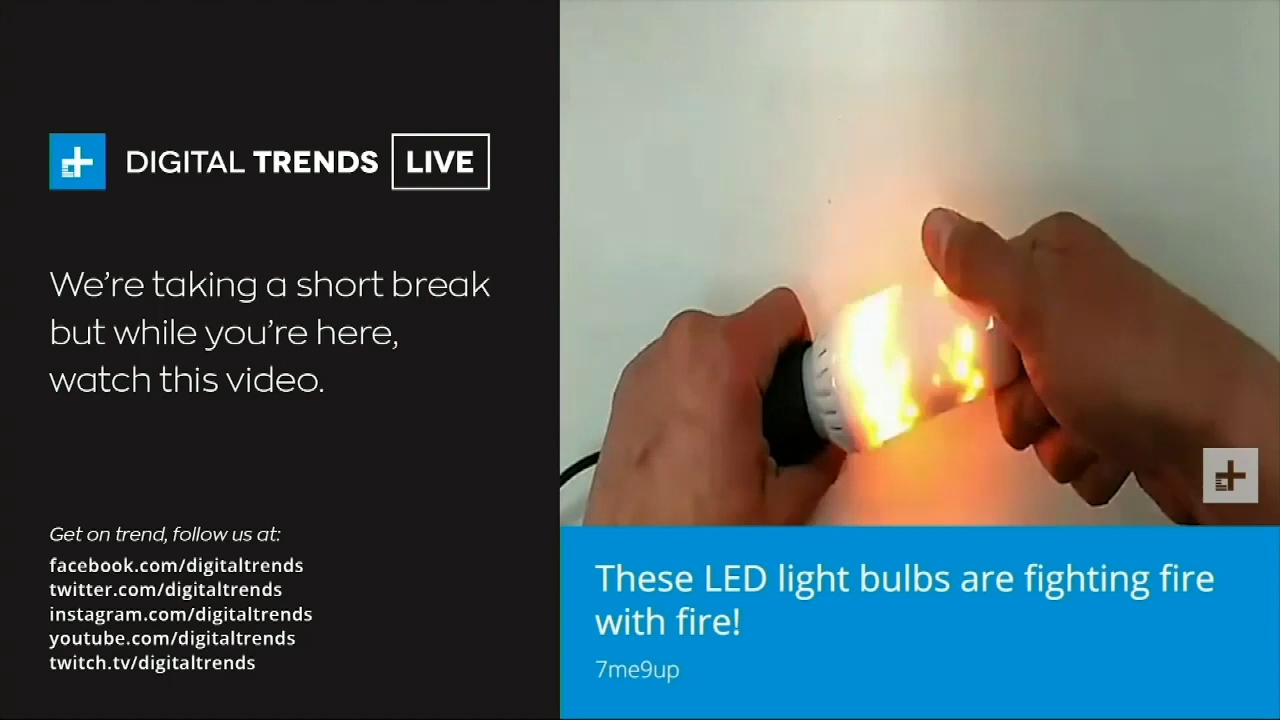 DIGITAL TRENDS LIVE
We're taking a short break
but while you're here,
watch this video.
Get on trend, follow us at:
facebook.com/digitaltrends
twitter.com/digitaltrends
instagram.com/digitaltrends
youtube.com/digitaltrends
twitch.tv/digitaltrends
These LED light bulbs are fighting fire
with fire!
7me9up